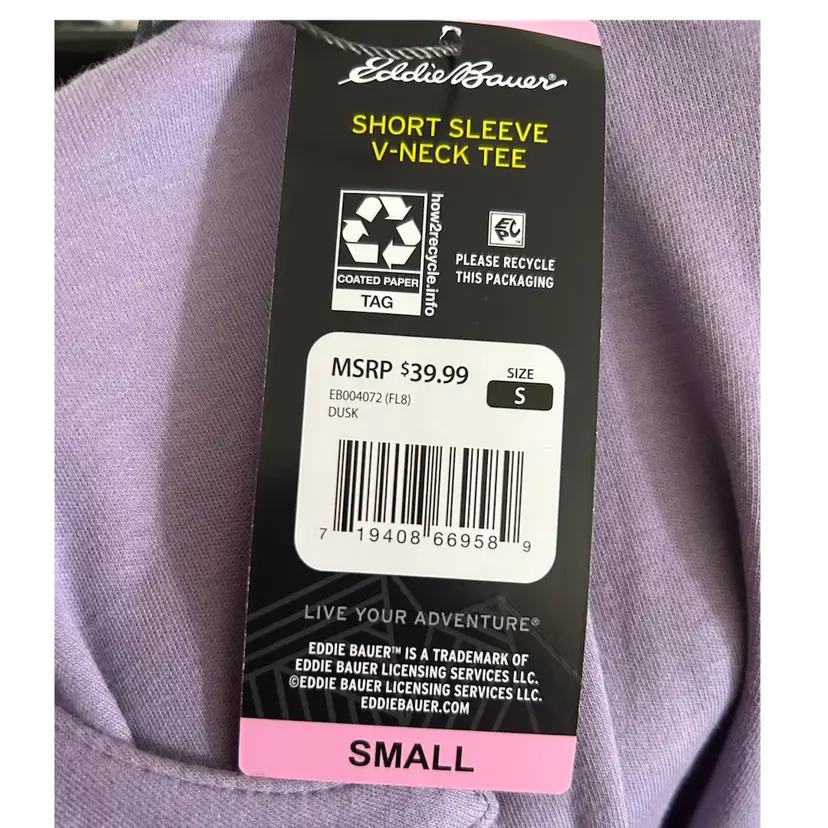 Eddie Bauer®
SHORT SLEEVE
V-NECK TEE
how2recycle.info
COATED PAPER
TAG
EPC™
PLEASE RECYCLE
THIS PACKAGING
MSRP $39.99
SIZE
S
EB004072 (FL8)
DUSK
7 19408 66958 9
LIVE YOUR ADVENTURE®
EDDIE BAUER™ IS A TRADEMARK OF
EDDIE BAUER LICENSING SERVICES LLC.
©EDDIE BAUER LICENSING SERVICES LLC.
EDDIEBAUER.COM
SMALL